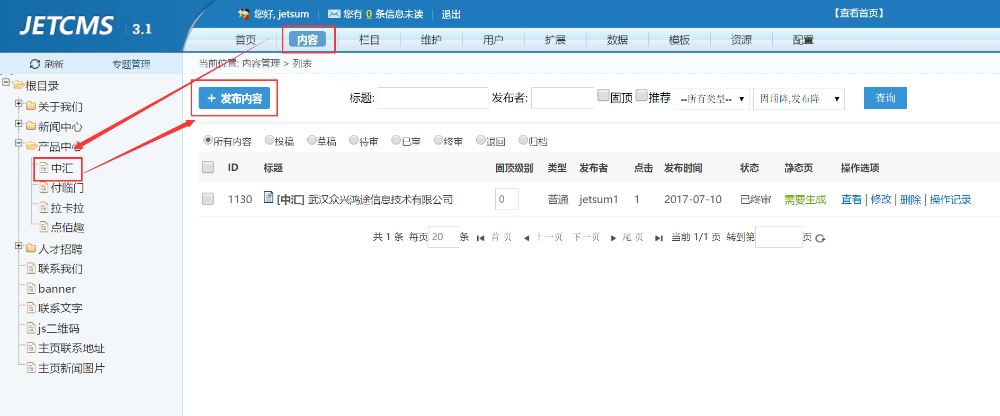 JETCMS 3.1
您好, jetsum 您有 0 条信息未读 退出 【查看首页】
首页 内容 栏目 维护 用户 扩展 数据 模板 资源 配置
刷新 专题管理
当前位置: 内容管理 > 列表
根目录
关于我们
新闻中心
产品中心
中汇
付临门
拉卡拉
点佰趣
人才招聘
联系我们
banner
联系文字
js二维码
主页联系地址
主页新闻图片
+ 发布内容 标题: 发布者: 固顶 推荐 --所有类型-- ▼ 固顶降,发布降 ▼ 查询
所有内容 投稿 草稿 待审 已审 终审 退回 归档
ID 标题 固顶级别 类型 发布者 点击 发布时间 状态 静态页 操作选项
1130 [中汇] 武汉众兴鸿途信息技术有限公司 0 普通 jetsum1 1 2017-07-10 已终审 需要生成 查看 | 修改 | 删除 | 操作记录
共 1 条 每页 20 条 首 页 上一页 下一页 尾 页 当前 1/1 页 转到第 页